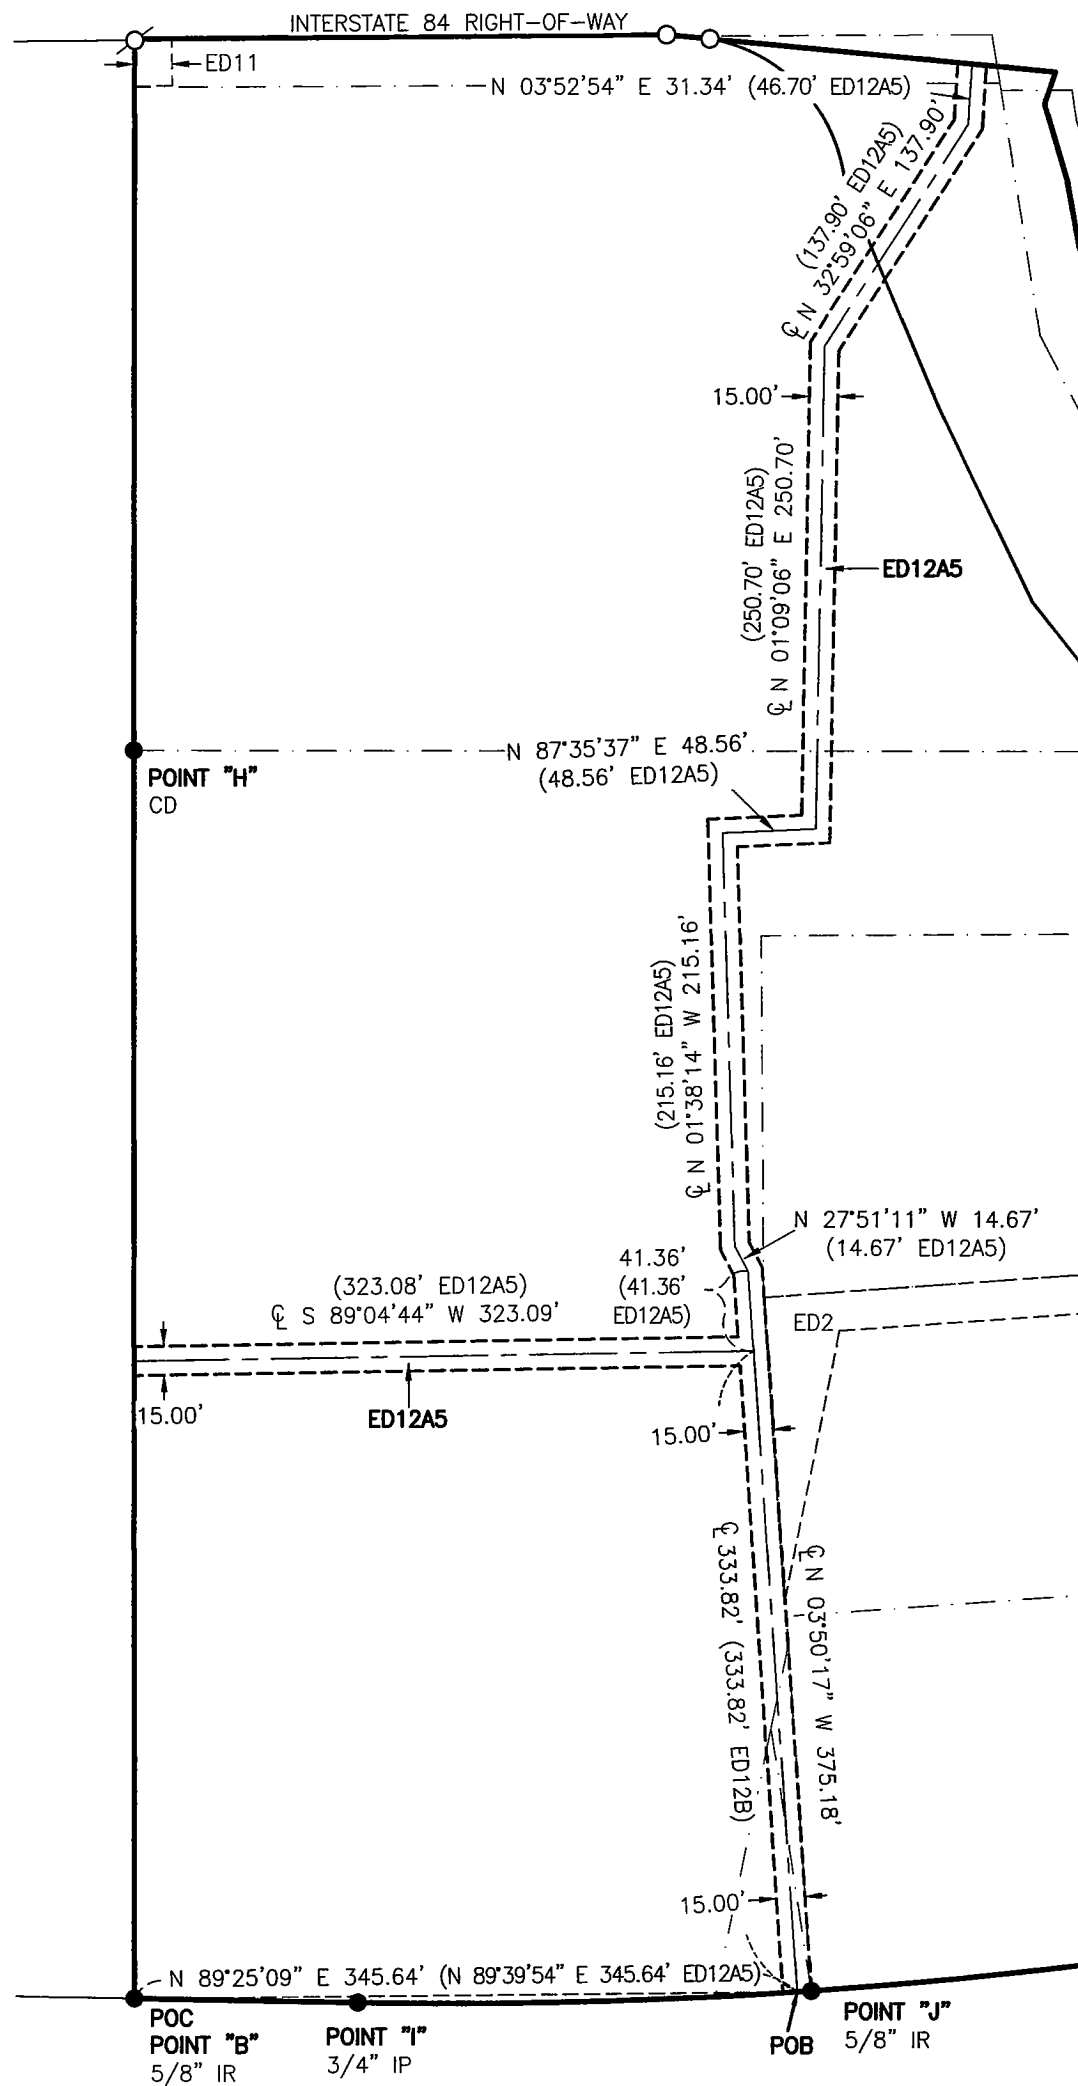 INTERSTATE 84 RIGHT-OF-WAY
ED11
N 03°52'54" E 31.34' (46.70' ED12A5)
(137.90' ED12A5)
℄ N 32°59'06" E 137.90'
15.00'
(250.70' ED12A5)
℄ N 01°09'06" E 250.70'
ED12A5
N 87°35'37" E 48.56'
(48.56' ED12A5)
POINT "H"
CD
(215.16' ED12A5)
℄ N 01°38'14" W 215.16'
N 27°51'11" W 14.67'
(14.67' ED12A5)
41.36'
(41.36'
ED12A5)
(323.08' ED12A5)
℄ S 89°04'44" W 323.09'
ED2
15.00'
ED12A5
15.00'
℄ 333.82' (333.82' ED12B)
℄ N 03°50'17" W 375.18'
15.00'
N 89°25'09" E 345.64' (N 89°39'54" E 345.64' ED12A5)
POC
POINT "B"
5/8" IR
POINT "I"
3/4" IP
POB
POINT "J"
5/8" IR